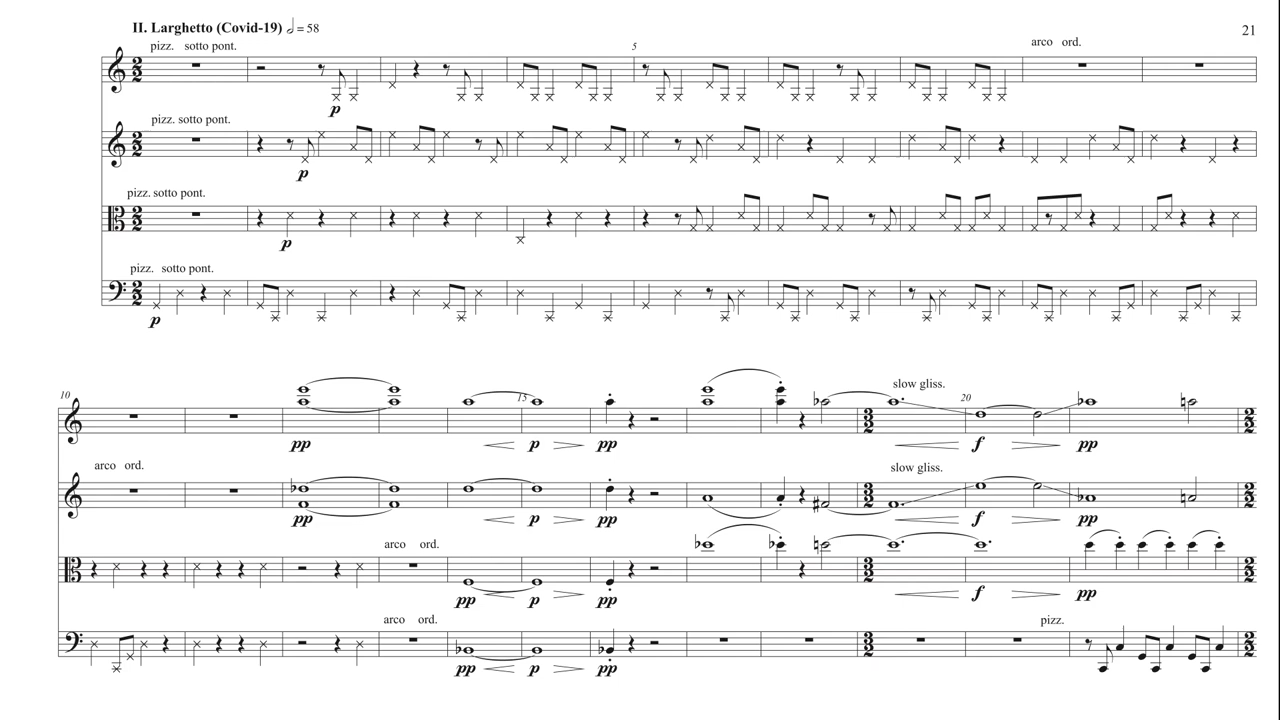 II. Larghetto (Covid-19) 𝅗𝅥 = 58
21
pizz. sotto pont.
5
arco ord.
p
pizz. sotto pont.
p
pizz. sotto pont.
p
pizz. sotto pont.
p
10
15
slow gliss.
20
pp p pp f pp
arco ord.
slow gliss.
pp p pp f pp
arco ord.
pp p pp f pp
arco ord.
pizz.
pp p pp